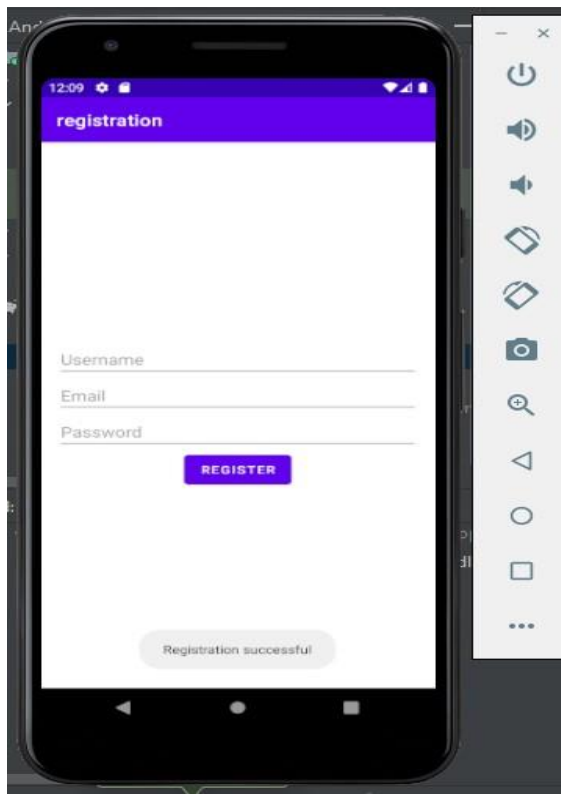 12:09
registration
Username
Email
Password
REGISTER
Registration successful